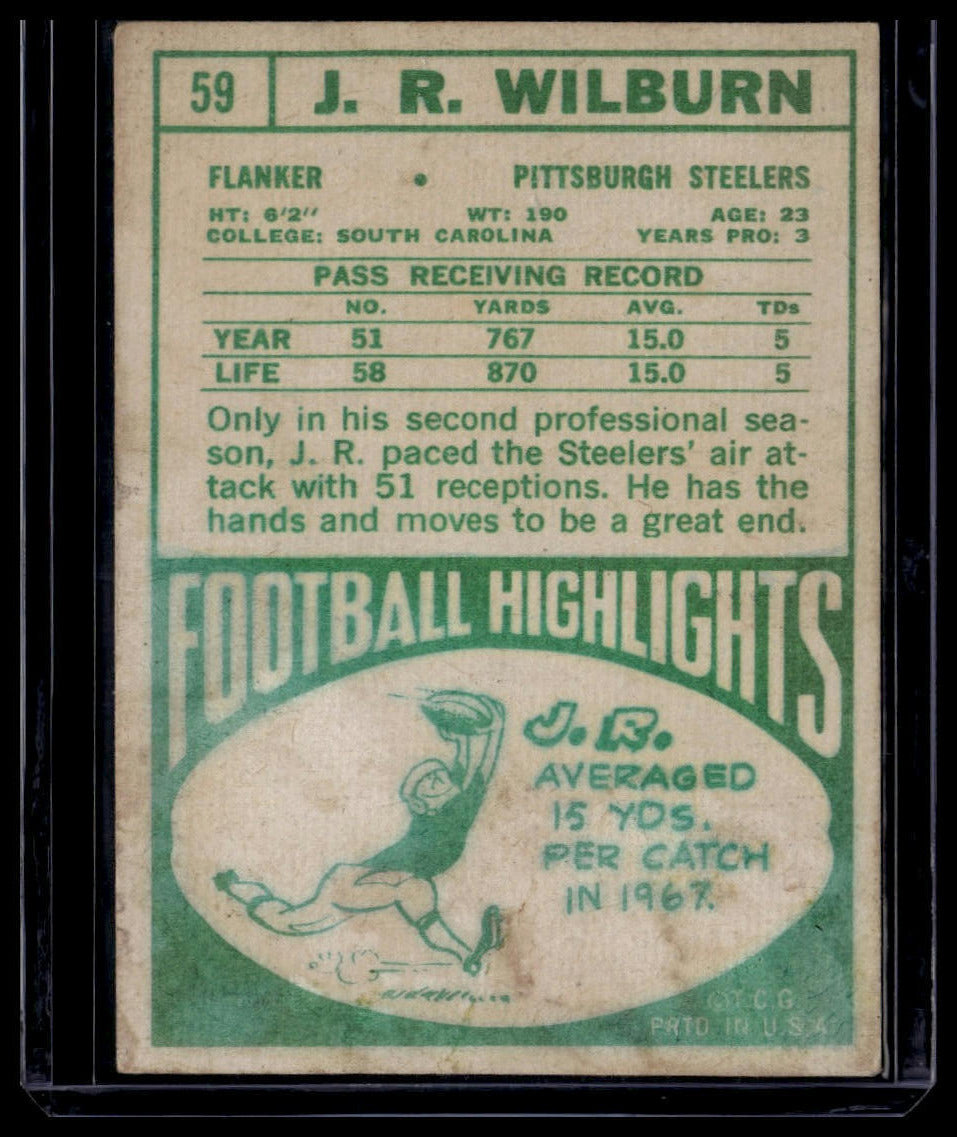 59 J. R. WILBURN
FLANKER • PITTSBURGH STEELERS
HT: 6'2" WT: 190 AGE: 23
COLLEGE: SOUTH CAROLINA YEARS PRO: 3
PASS RECEIVING RECORD
NO. YARDS AVG. TDs
YEAR 51 767 15.0 5
LIFE 58 870 15.0 5
Only in his second professional sea-
son, J. R. paced the Steelers' air at-
tack with 51 receptions. He has the
hands and moves to be a great end.
FOOTBALL HIGHLIGHTS
J.R.
AVERAGED
15 YDS.
PER CATCH
IN 1967.
©T.C.G.
PRTD IN U.S.A.